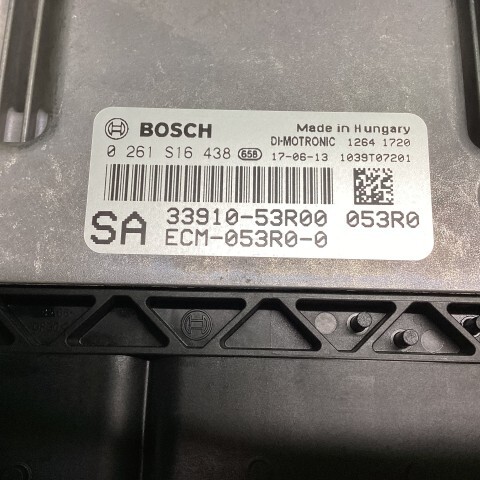 BOSCH Made in Hungary
DI-MOTRONIC 1264 1720
0 261 S16 438 65B 17-06-13 1039T07201
SA 33910-53R00 053R0
ECM-053R0-0